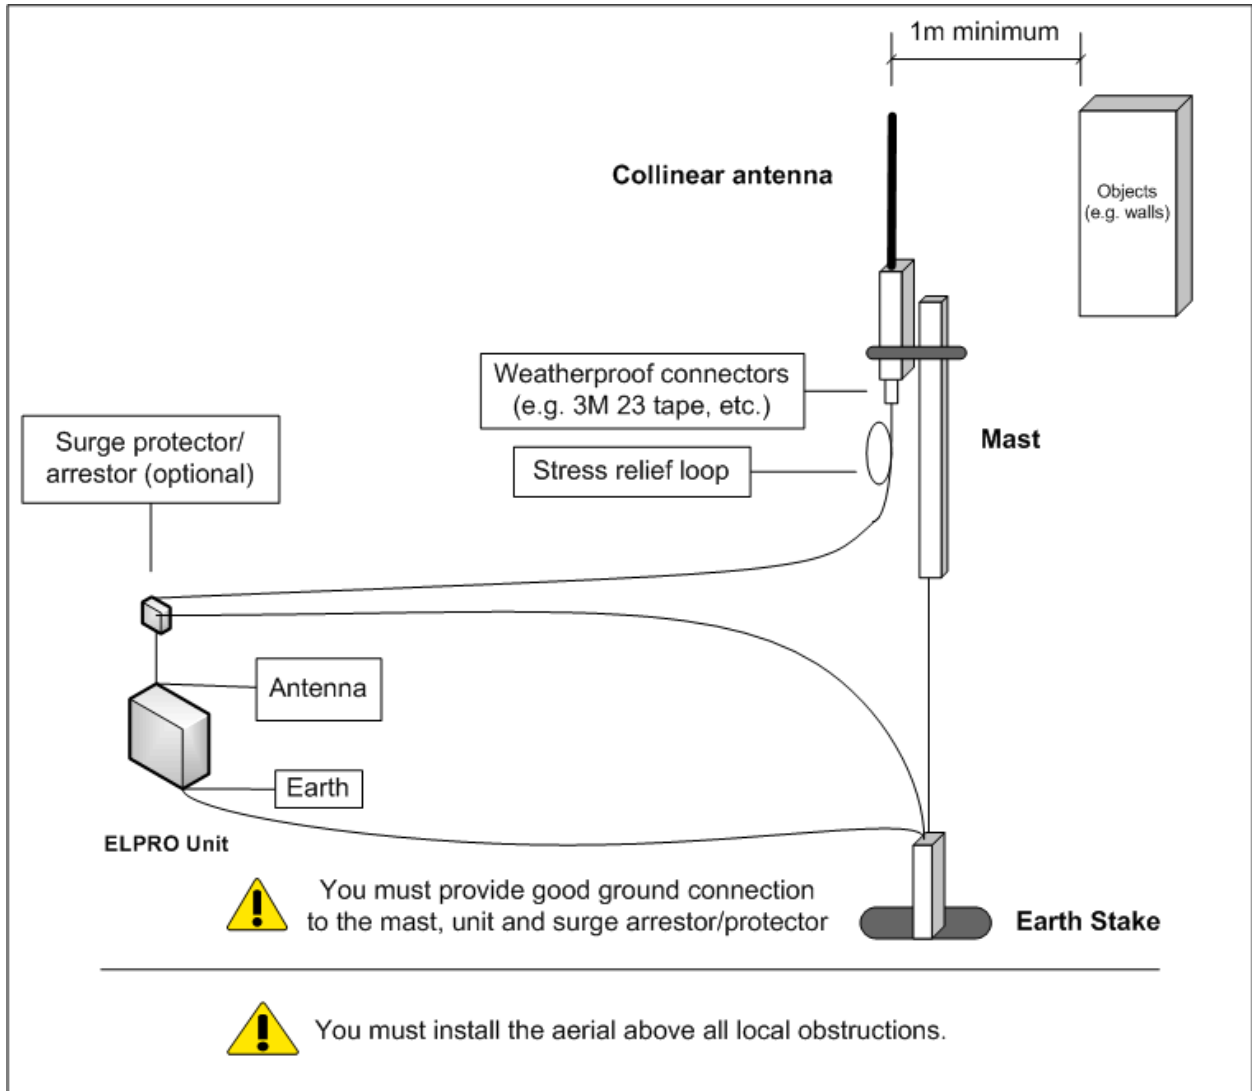 1m minimum
Collinear antenna
Objects
(e.g. walls)
Weatherproof connectors
(e.g. 3M 23 tape, etc.)
Mast
Surge protector/
arrestor (optional)
Stress relief loop
Antenna
Earth
ELPRO Unit
You must provide good ground connection
to the mast, unit and surge arrestor/protector
Earth Stake
You must install the aerial above all local obstructions.